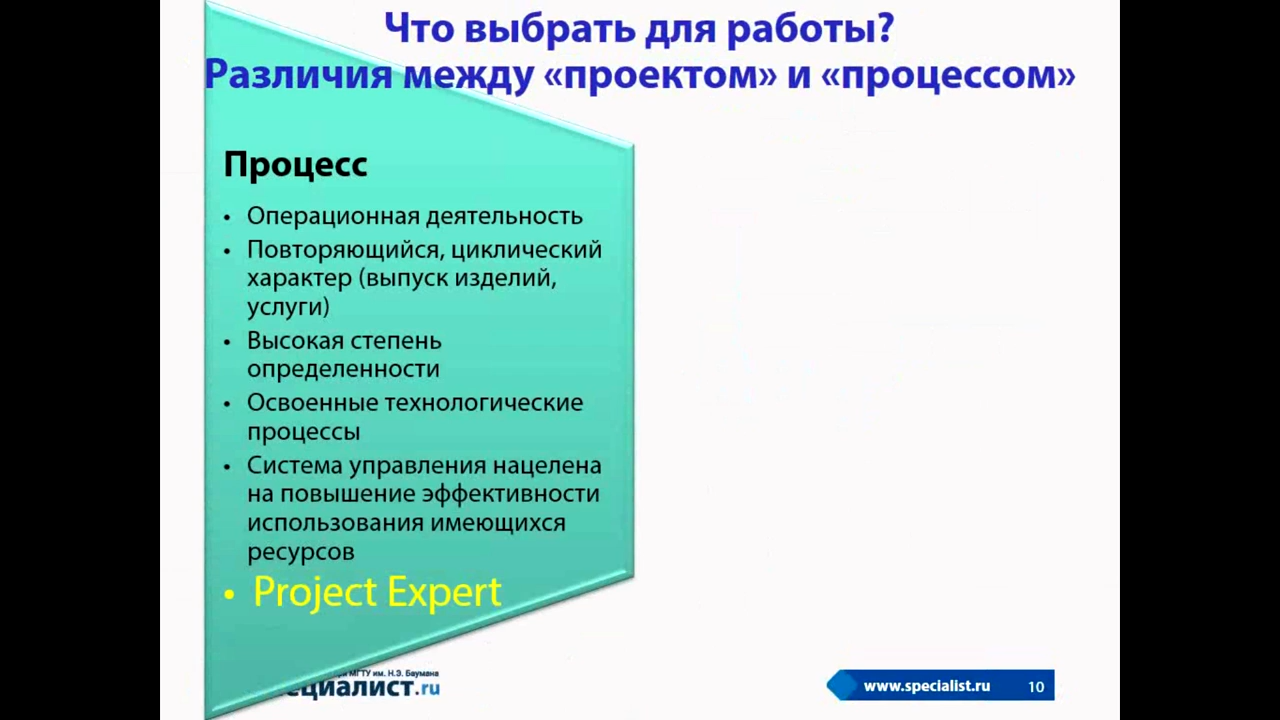 Что выбрать для работы?
Различия между «проектом» и «процессом»
Процесс
• Операционная деятельность
• Повторяющийся, циклический
характер (выпуск изделий,
услуги)
• Высокая степень
определенности
• Освоенные технологические
процессы
• Система управления нацелена
на повышение эффективности
использования имеющихся
ресурсов
• Project Expert
МГТУ им. Н.Э. Баумана
ециалист.ru
www.specialist.ru 10